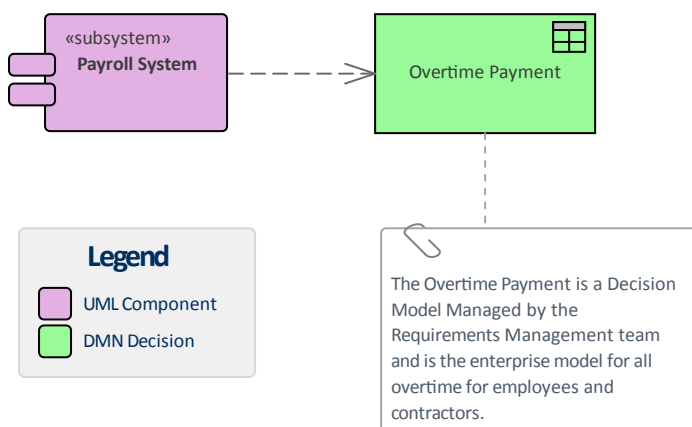 «subsystem»
Payroll System
Overtime Payment
Legend
UML Component
DMN Decision
The Overtime Payment is a Decision
Model Managed by the
Requirements Management team
and is the enterprise model for all
overtime for employees and
contractors.